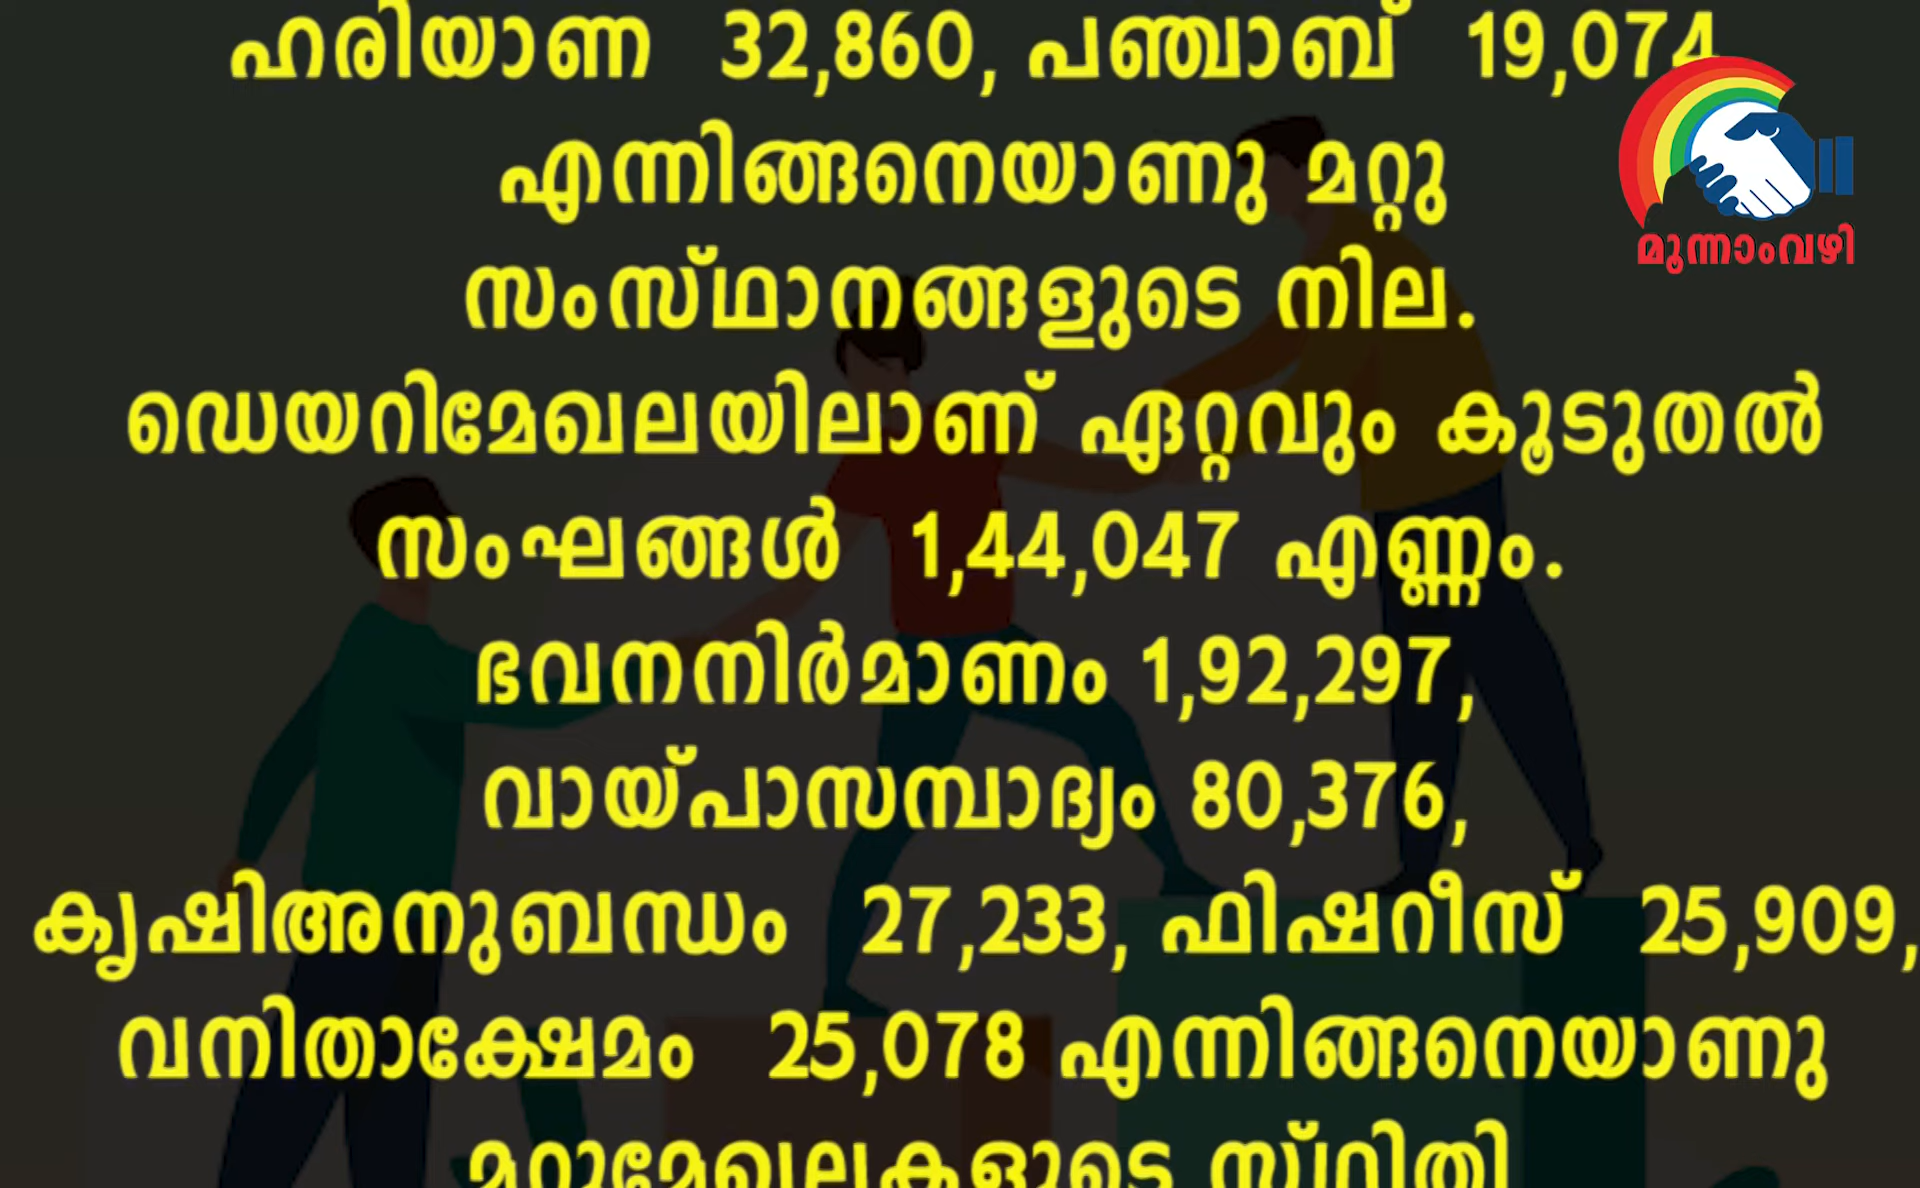 ഹരിയാണ 32,860, പഞ്ചാബ് 19,074
എന്നിങ്ങനെയാണു മറ്റു
സംസ്ഥാനങ്ങളുടെ നില.
ഡെയറിമേഖലയിലാണ് ഏറ്റവും കൂടുതൽ
സംഘങ്ങൾ 1,44,047 എണ്ണം.
ഭവനനിർമാണം 1,92,297,
വായ്പാസമ്പാദ്യം 80,376,
കൃഷിഅനുബന്ധം 27,233, ഫിഷറീസ് 25,909,
വനിതാക്ഷേമം 25,078 എന്നിങ്ങനെയാണു
മറ്റുമേഖലകളുടെ സ്ഥിതി
മൂന്നാംവഴി